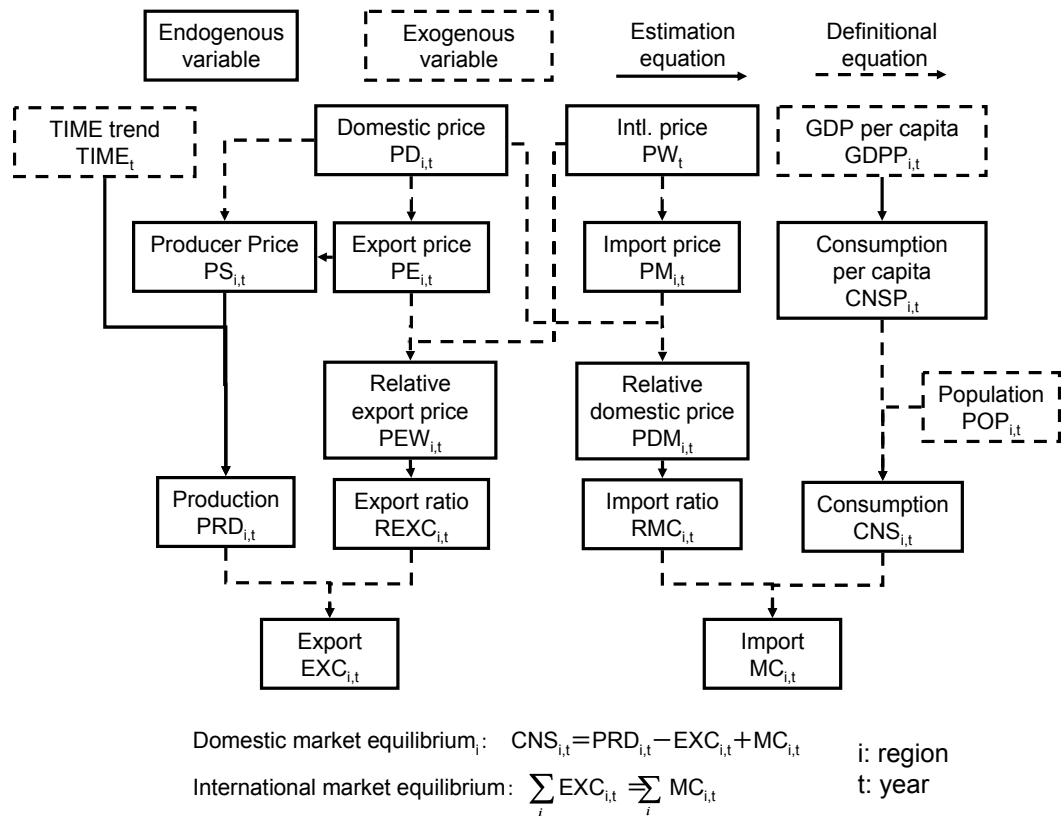 Endogenous
variable
Exogenous
variable
Estimation
equation
Definitional
equation
TIME trend
TIMEt
Domestic price
PDi,t
Intl. price
PWt
GDP per capita
GDPPi,t
Producer Price
PSi,t
Export price
PEi,t
Import price
PMi,t
Consumption
per capita
CNSPi,t
Relative
export price
PEWi,t
Relative
domestic price
PDMi,t
Population
POPi,t
Production
PRDi,t
Export ratio
REXCi,t
Import ratio
RMCi,t
Consumption
CNSi,t
Export
EXCi,t
Import
MCi,t
Domestic market equilibriumi: CNSi,t=PRDi,t−EXCi,t+MCi,t
International market equilibrium: ∑i EXCi,t =∑i MCi,t
i: region
t: year